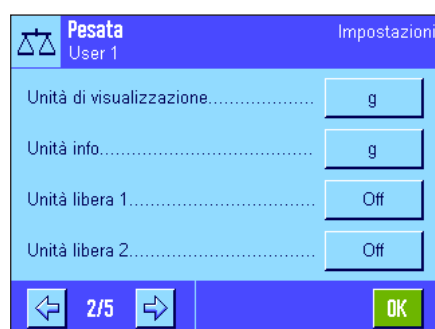 Pesata
Impostazioni
User 1
Unità di visualizzazione.................... g
Unità info....................................... g
Unità libera 1.................................. Off
Unità libera 2.................................. Off
2/5
OK